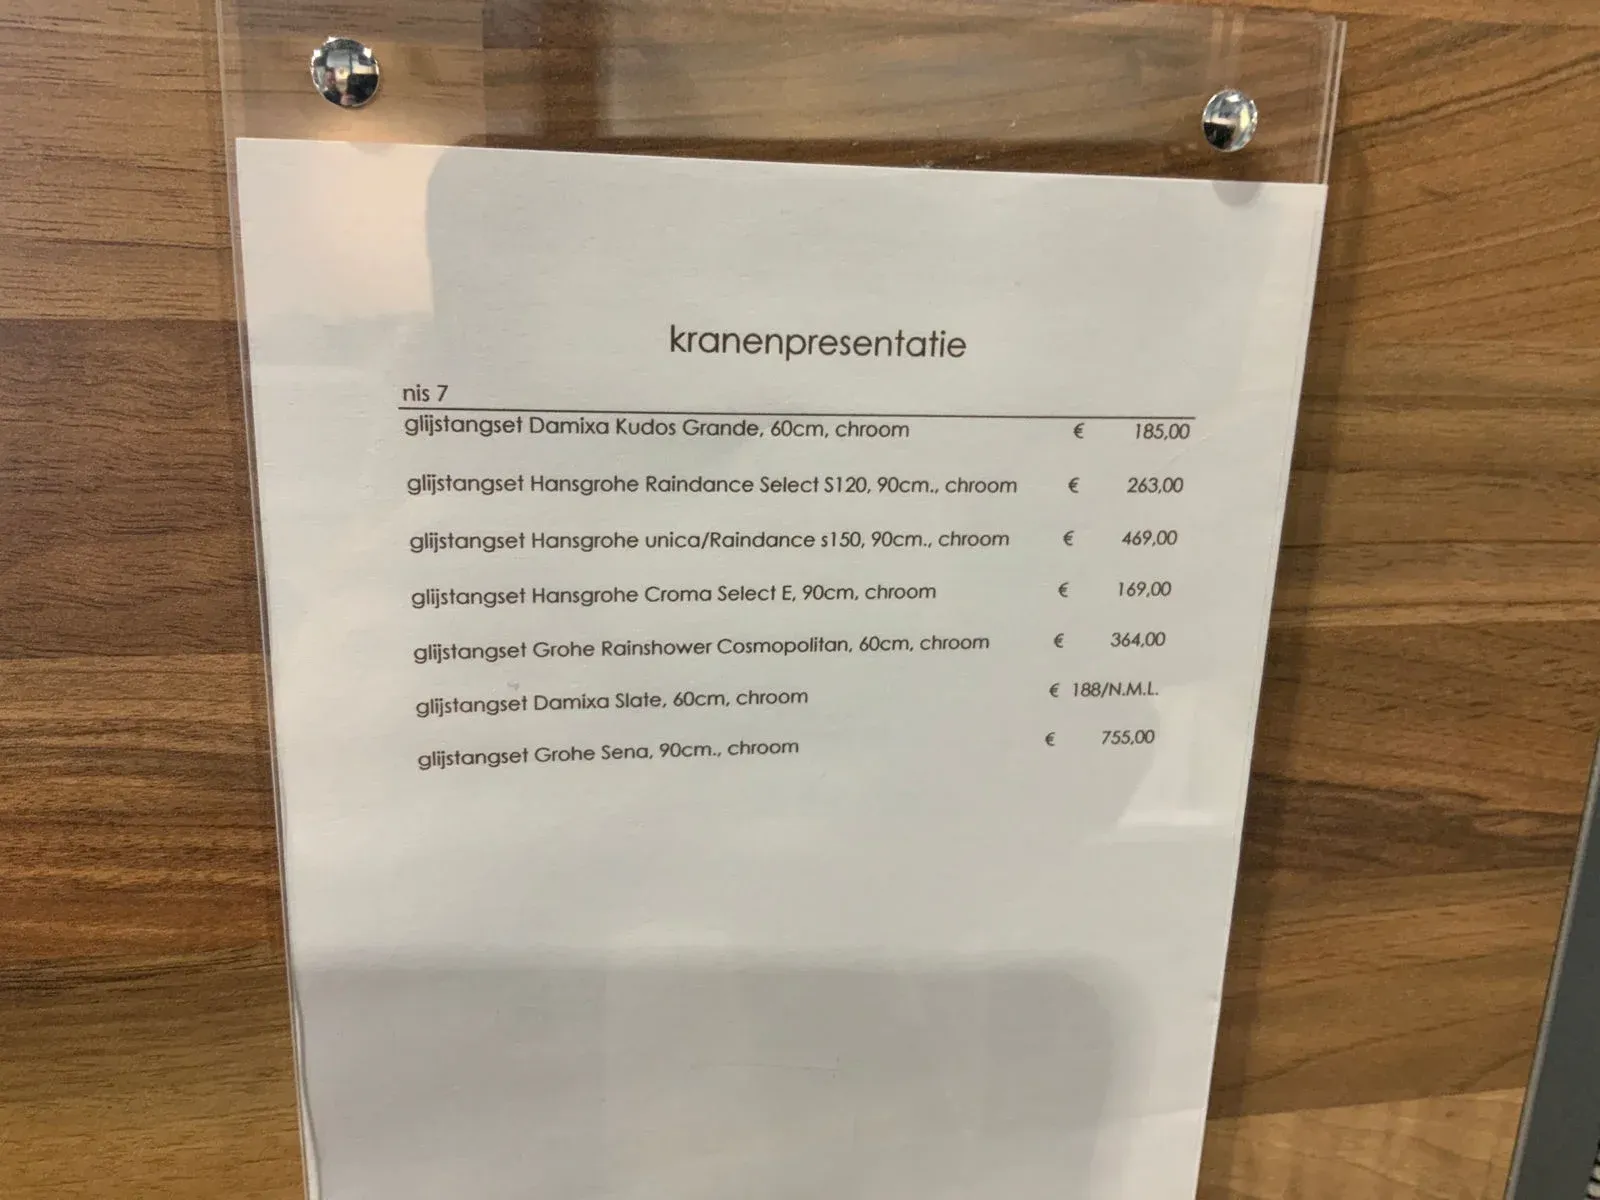 kranenpresentatie
nis 7
glijstangset Damixa Kudos Grande, 60cm, chroom € 185,00
glijstangset Hansgrohe Raindance Select S120, 90cm., chroom € 263,00
glijstangset Hansgrohe unica/Raindance s150, 90cm., chroom € 469,00
glijstangset Hansgrohe Croma Select E, 90cm, chroom € 169,00
glijstangset Grohe Rainshower Cosmopolitan, 60cm, chroom € 364,00
glijstangset Damixa Slate, 60cm, chroom € 188/N.M.L.
glijstangset Grohe Sena, 90cm., chroom € 755,00